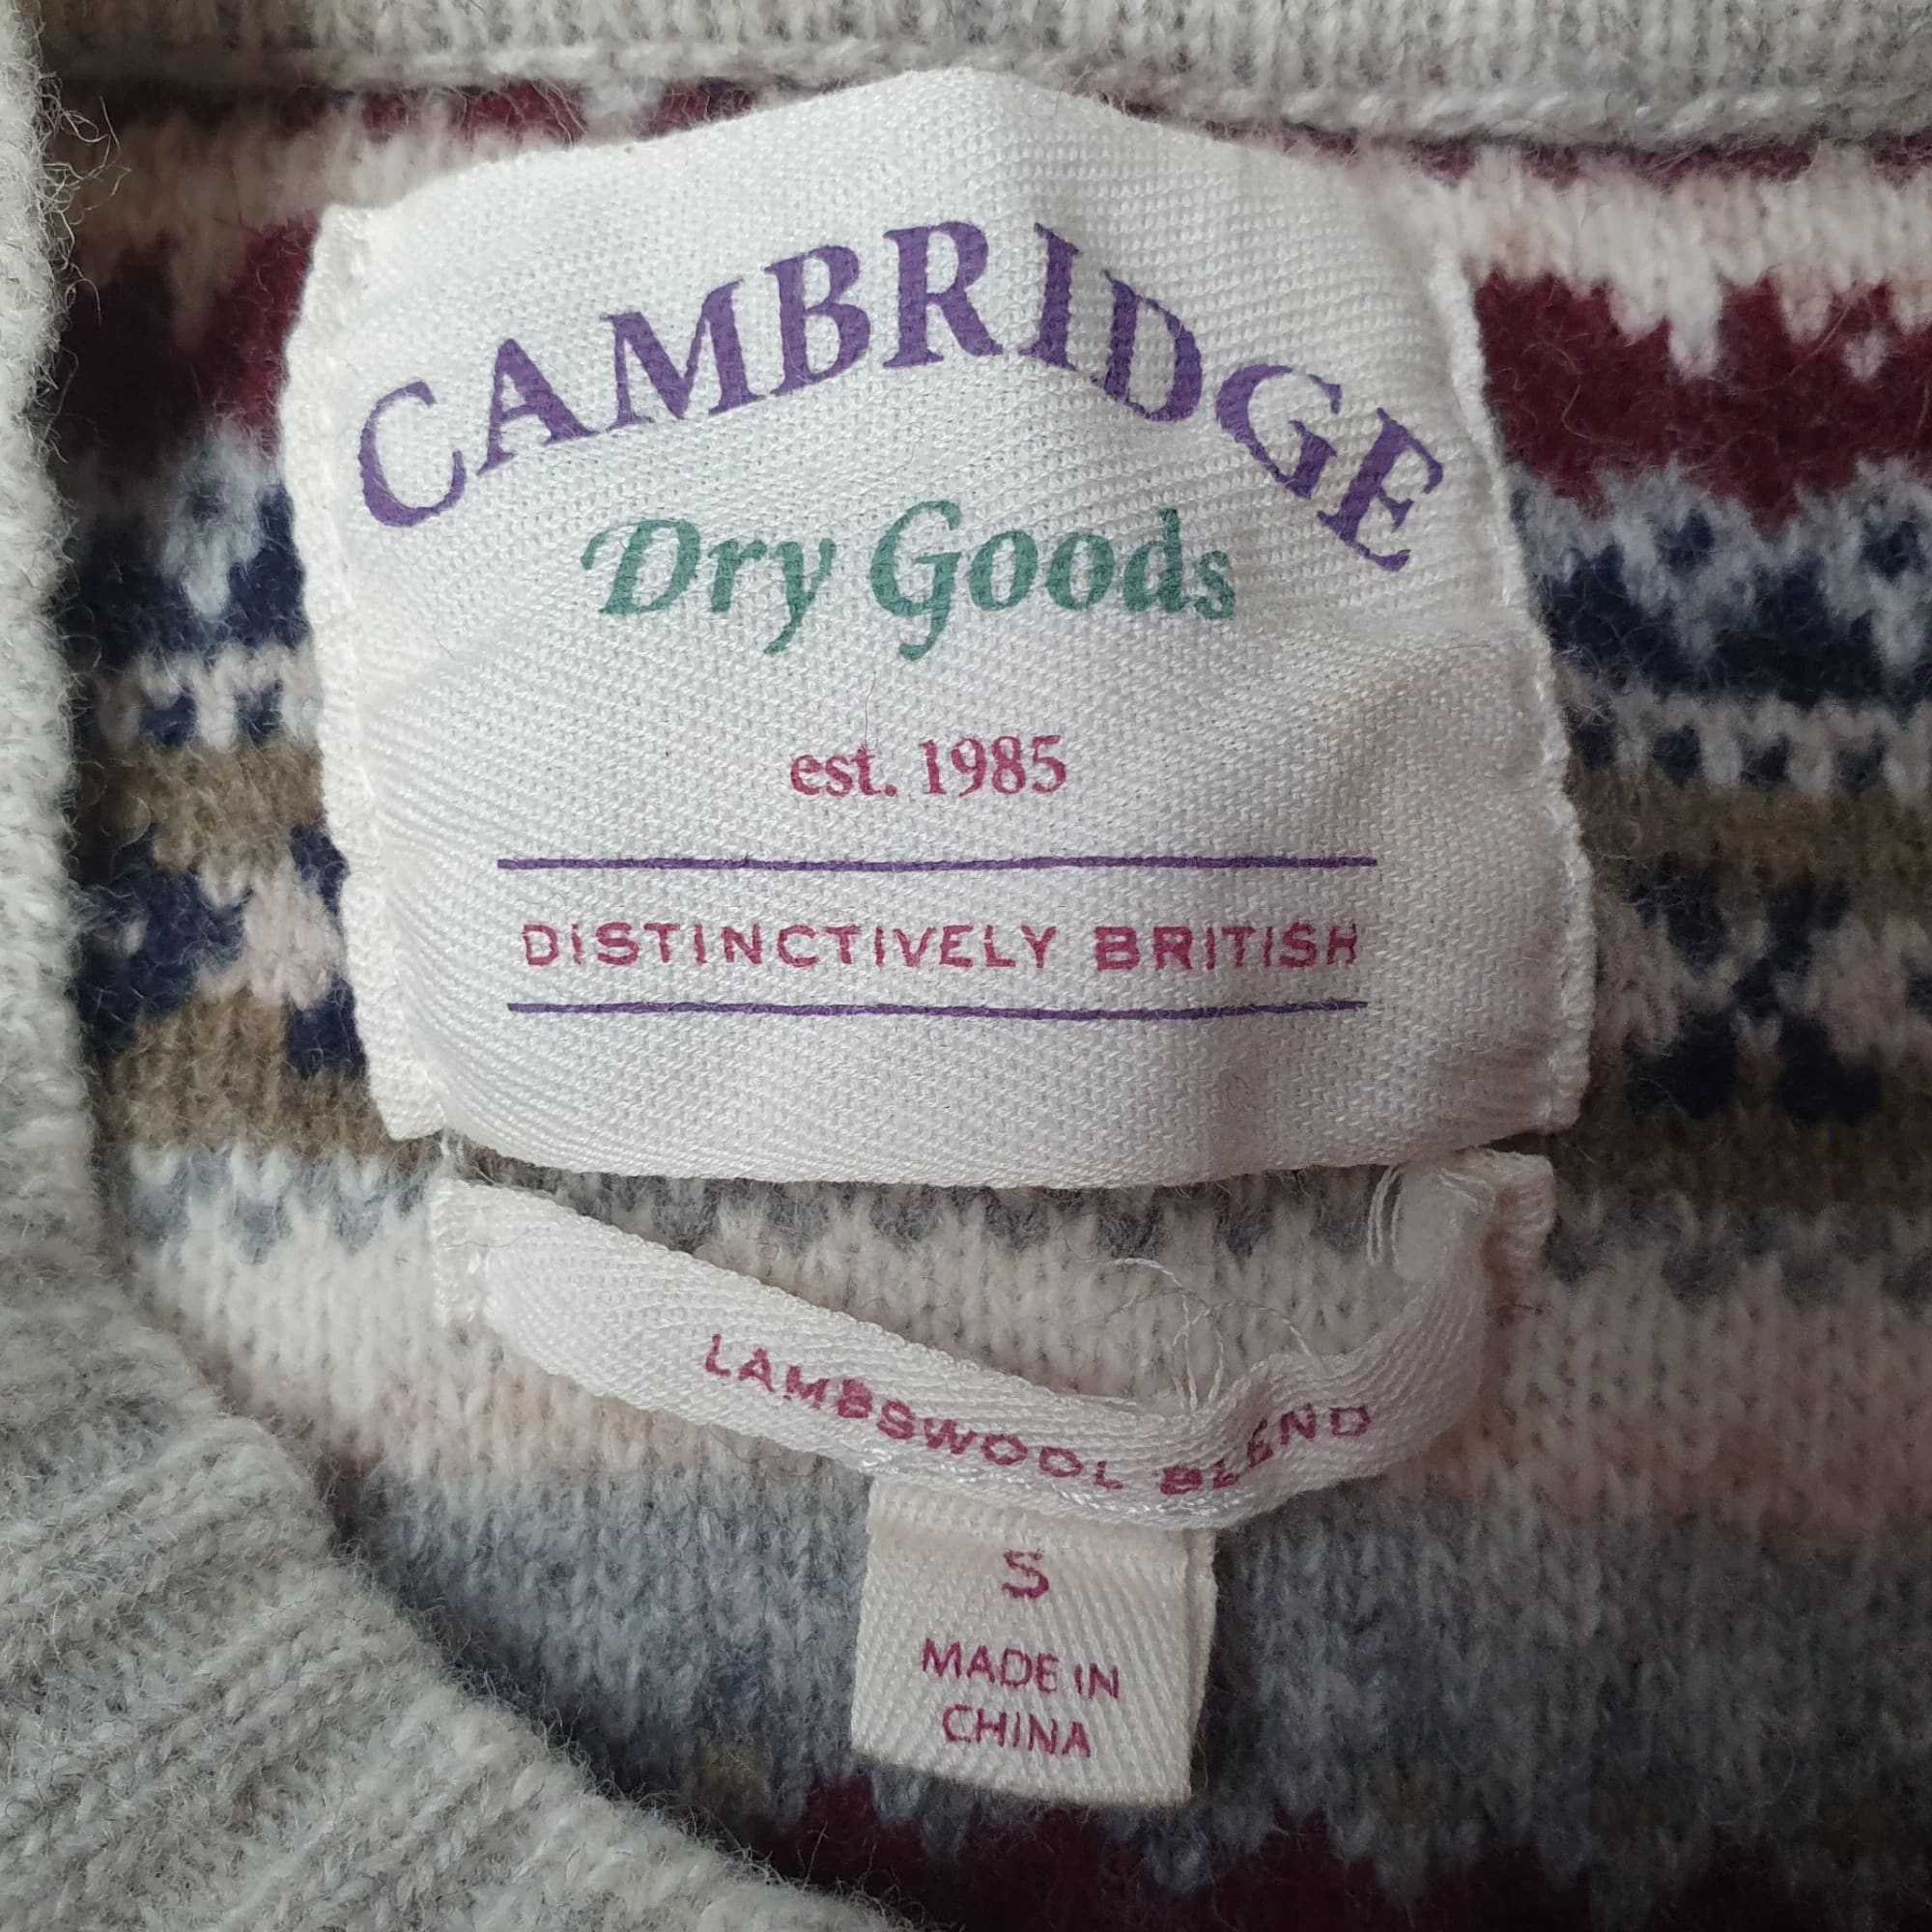 CAMBRIDGE
Dry Goods
est. 1985
DISTINCTIVELY BRITISH
LAMBSWOOL BLEND
S
MADE IN
CHINA